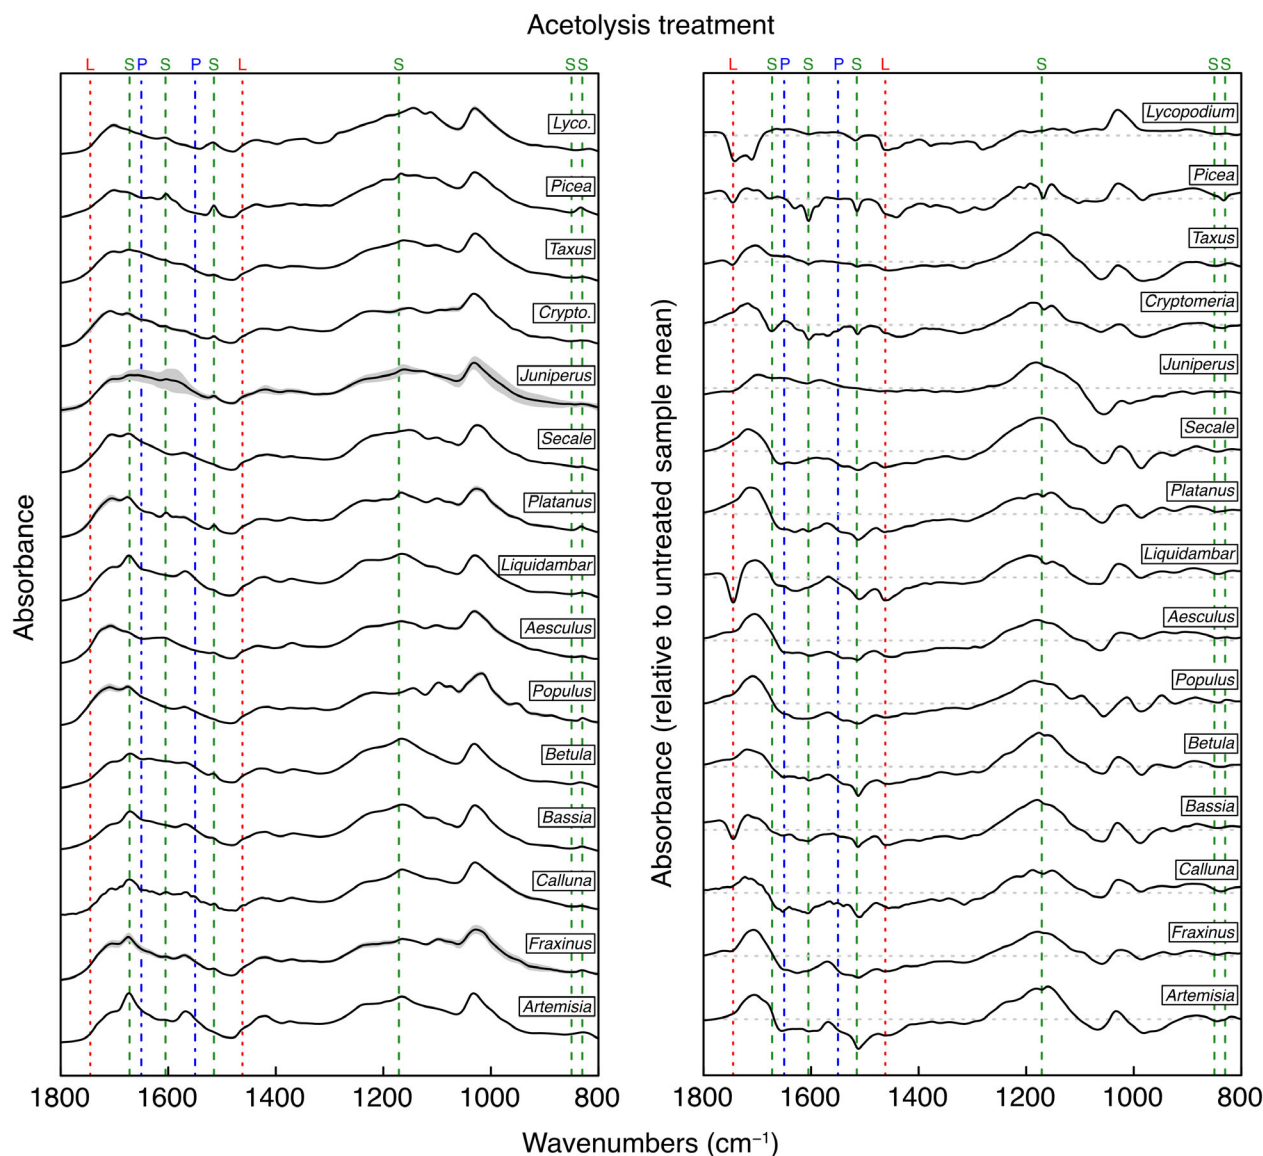 Acetolysis treatment
L S P S P S L S S S
L S P S P S L S S S
Absorbance
Lyco.
Picea
Taxus
Crypto.
Juniperus
Secale
Platanus
Liquidambar
Aesculus
Populus
Betula
Bassia
Calluna
Fraxinus
Artemisia
1800 1600 1400 1200 1000 800
Absorbance (relative to untreated sample mean)
Lycopodium
Picea
Taxus
Cryptomeria
Juniperus
Secale
Platanus
Liquidambar
Aesculus
Populus
Betula
Bassia
Calluna
Fraxinus
Artemisia
1800 1600 1400 1200 1000 800
Wavenumbers (cm⁻¹)